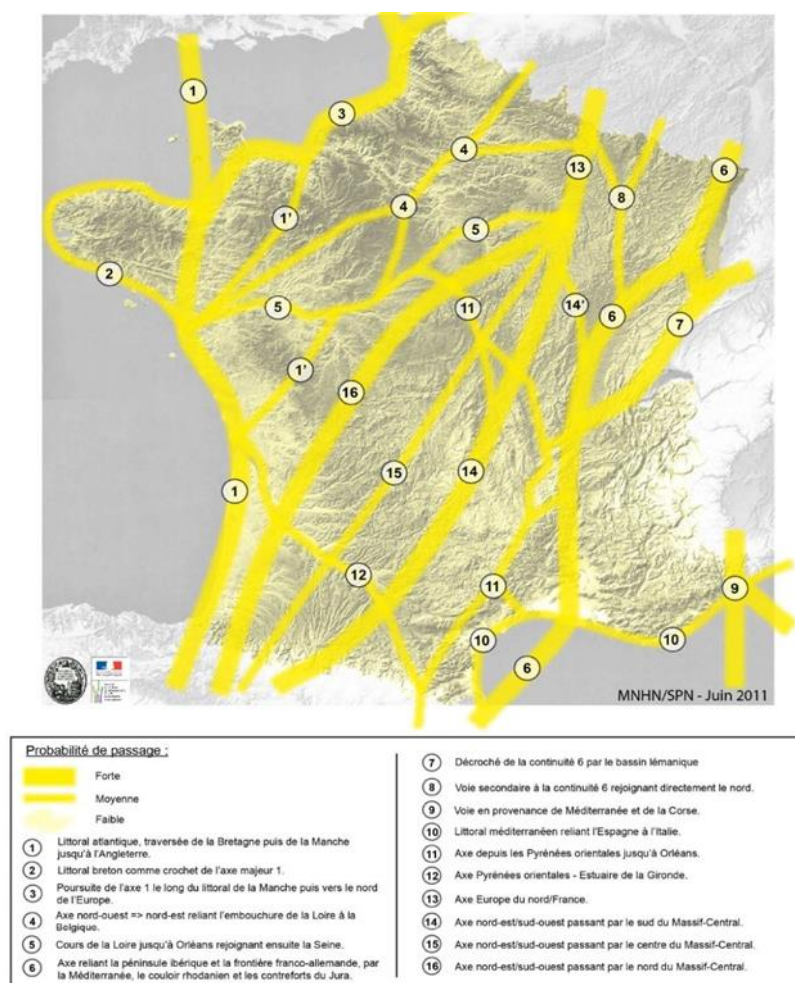 1
3
4
13
6
8
1'
4
5
2
5
11
14'
6
7
1'
16
15
14
1
12
11
9
10
6
10
MNHN/SPN - Juin 2011
Probabilité de passage :
Forte
Moyenne
Faible
1 Littoral atlantique, traversée de la Bretagne puis de la Manche
jusqu'à l'Angleterre.
2 Littoral breton comme crochet de l'axe majeur 1.
3 Poursuite de l'axe 1 le long du littoral de la Manche puis vers le nord
de l'Europe.
4 Axe nord-ouest => nord-est reliant l'embouchure de la Loire à la
Belgique.
5 Cours de la Loire jusqu'à Orléans rejoignant ensuite la Seine.
6 Axe reliant la péninsule ibérique et la frontière franco-allemande, par
la Méditerranée, le couloir rhodanien et les contreforts du Jura.
7 Décroché de la continuité 6 par le bassin lémanique
8 Voie secondaire à la continuité 6 rejoignant directement le nord.
9 Voie en provenance de Méditerranée et de la Corse.
10 Littoral méditerranéen reliant l'Espagne à l'Italie.
11 Axe depuis les Pyrénées orientales jusqu'à Orléans.
12 Axe Pyrénées orientales - Estuaire de la Gironde.
13 Axe Europe du nord/France.
14 Axe nord-est/sud-ouest passant par le sud du Massif-Central.
15 Axe nord-est/sud-ouest passant par le centre du Massif-Central.
16 Axe nord-est/sud-ouest passant par le nord du Massif-Central.